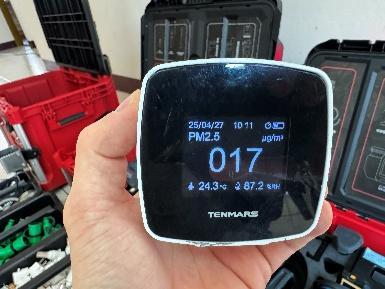 25/04/27 10:11
PM2.5 µg/m³
017
24.3℃ 87.2 %RH
TENMARS